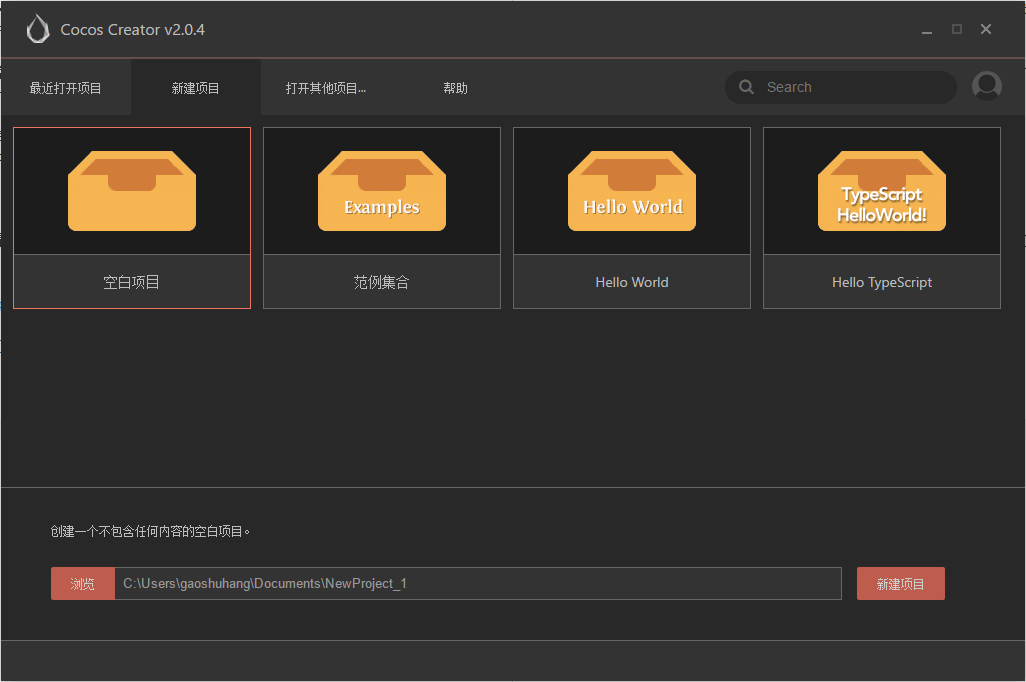 Cocos Creator v2.0.4
最近打开项目
新建项目
打开其他项目...
帮助
Search
Examples
Hello World
TypeScript
HelloWorld!
空白项目
范例集合
Hello World
Hello TypeScript
创建一个不包含任何内容的空白项目。
浏览
C:\Users\gaoshuhang\Documents\NewProject_1
新建项目